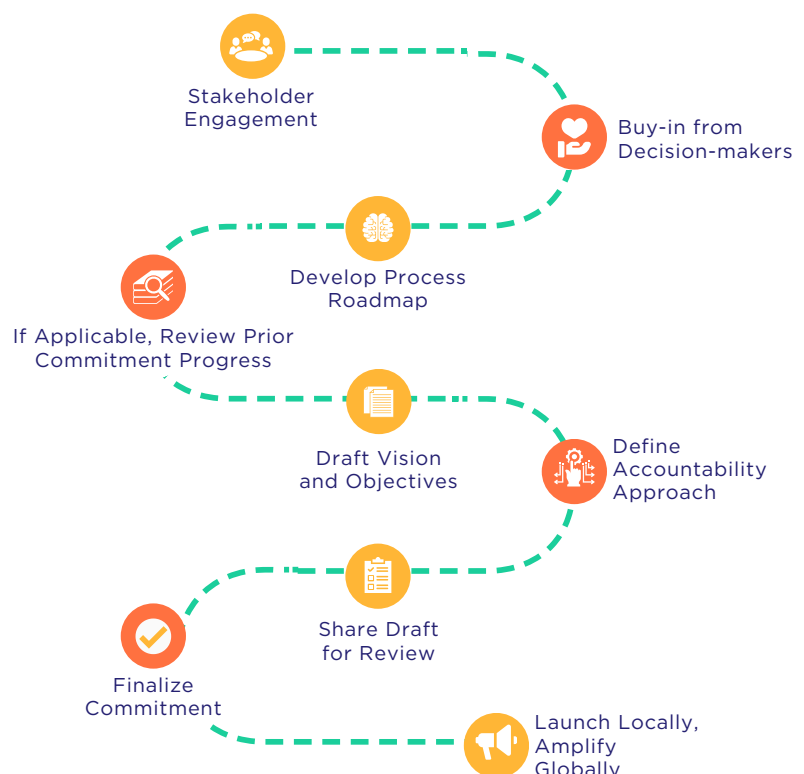 Stakeholder
Engagement
Buy-in from
Decision-makers
Develop Process
Roadmap
If Applicable, Review Prior
Commitment Progress
Draft Vision
and Objectives
Define
Accountability
Approach
Share Draft
for Review
Finalize
Commitment
Launch Locally,
Amplify
Globally